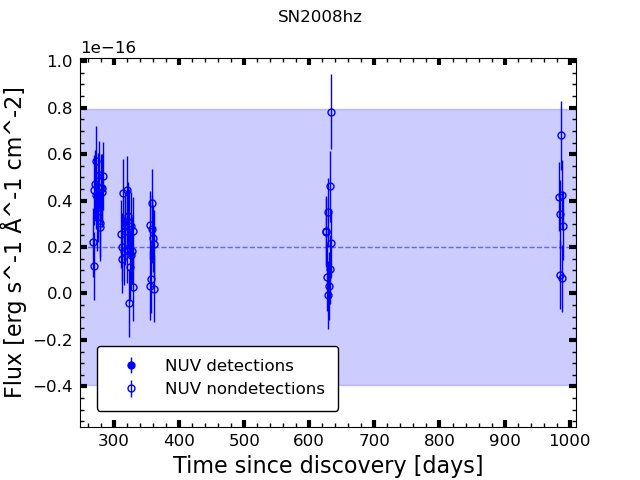 SN2008hz
1e−16
1.0
0.8
0.6
0.4
0.2
0.0
−0.2
−0.4
Flux [erg s^-1 Å^-1 cm^-2]
NUV detections
NUV nondetections
300 400 500 600 700 800 900 1000
Time since discovery [days]